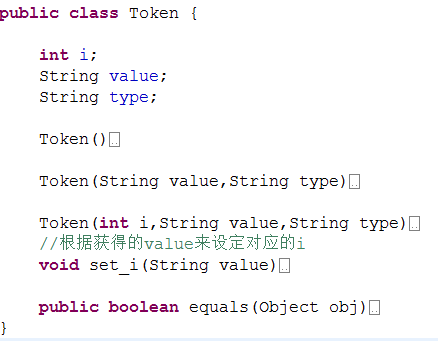 public class Token {
int i;
String value;
String type;
Token()
Token(String value,String type)
Token(int i,String value,String type)
//根据获得的value来设定对应的i
void set_i(String value)
public boolean equals(Object obj)
}